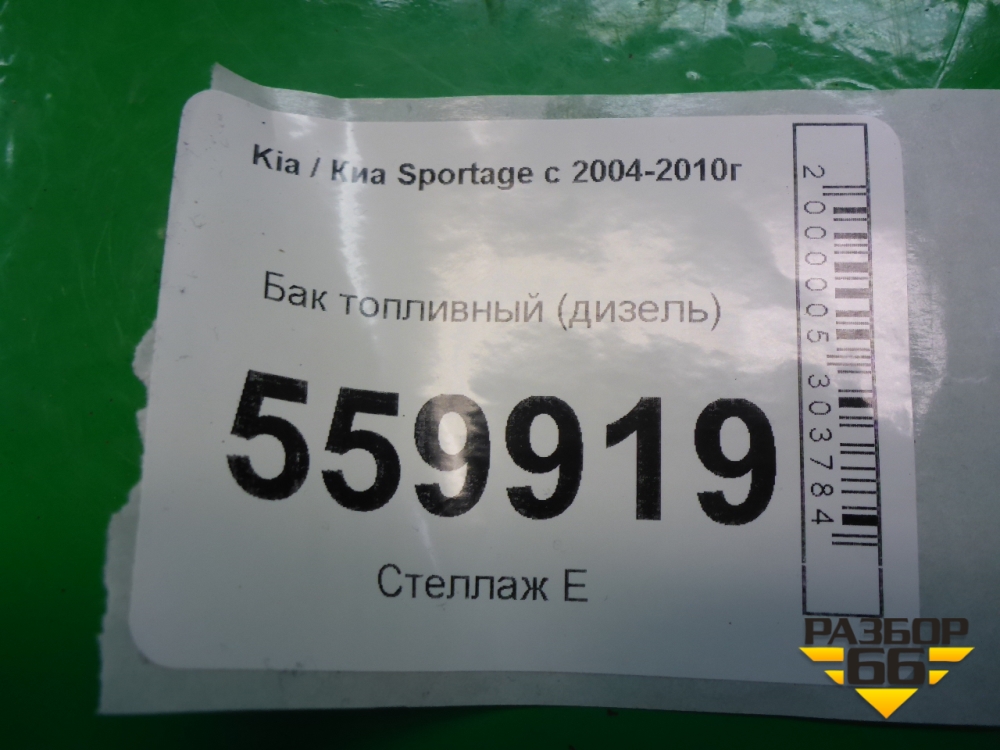 Kia / Киа Sportage с 2004-2010г
Бак топливный (дизель)
559919
Стеллаж Е
2000005303784
РАЗБОР
66